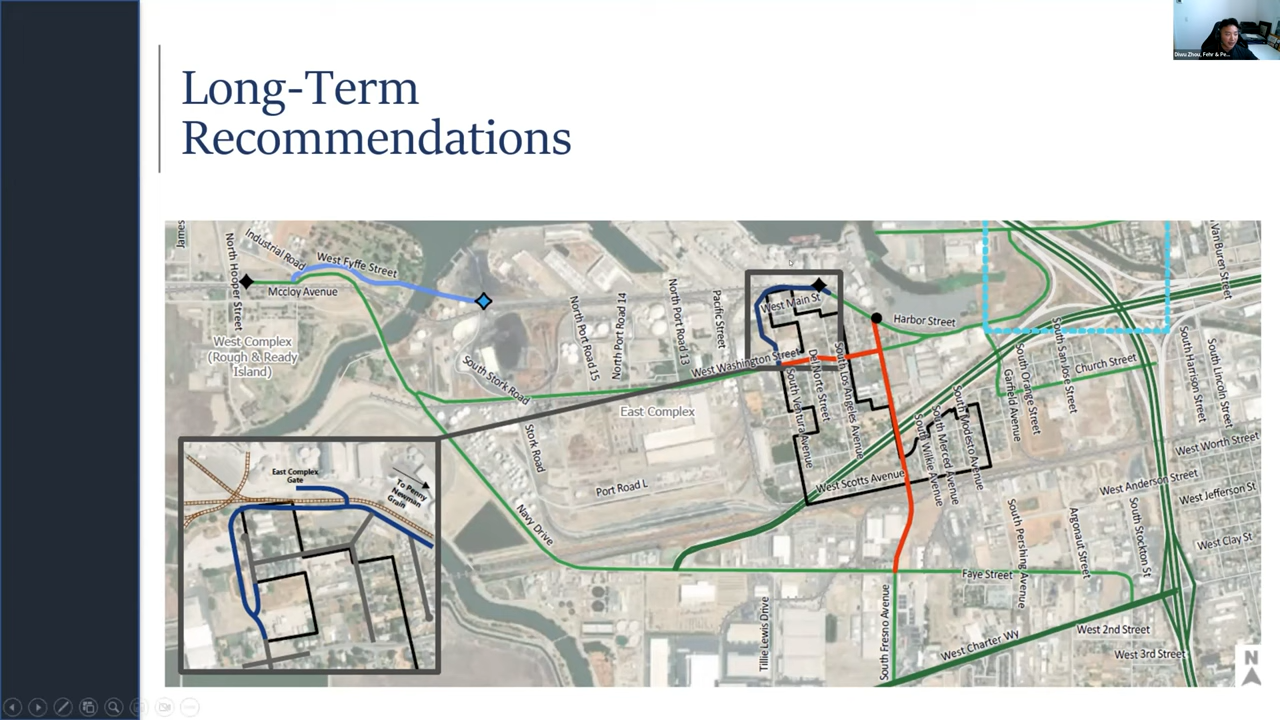 Diwu Zhou, Fehr & Pe...
Long-Term
Recommendations
James
North Hooper Street
Industrial Road
West Fyffe Street
Mccloy Avenue
West Complex
(Rough & Ready
Island)
South Stork Road
North Port Road 15
North Port Road 14
North Port Road 13
Pacific Street
West Main St
West Washington Street
Del Norte Street
South Los Angeles Avenue
South Ventura Avenue
Harbor Street
East Complex
Stork Road
Port Road L
Navy Drive
West Scotts Avenue
South Wilkie Avenue
South Merced Avenue
South Modesto Avenue
Garfield Avenue
South Orange Street
South San Jose Street
Church Street
Van Buren Street
South Harrison Street
South Lincoln Street
West Worth Street
West Anderson Street
West Jefferson St
West Clay St
South Stockton St
Argonaut Street
South Pershing Avenue
Faye Street
West 2nd Street
West 3rd Street
West Charter Wy
South Fresno Avenue
Tillie Lewis Drive
East Complex
Gate
To Penny
Newman
Grain
N